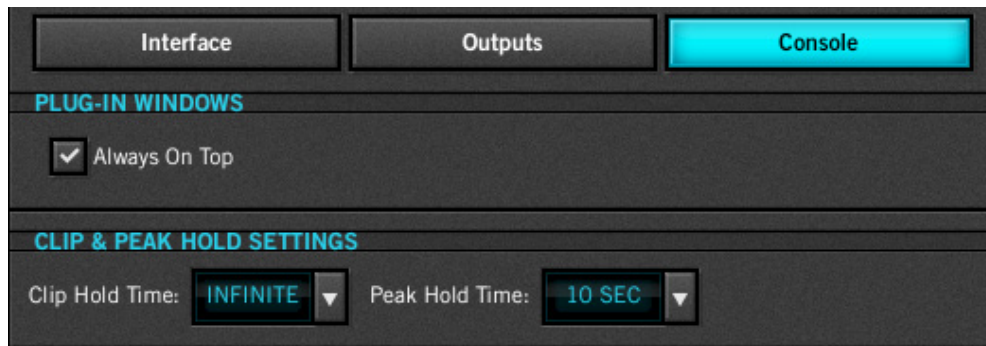 Interface Outputs Console
PLUG-IN WINDOWS
Always On Top
CLIP & PEAK HOLD SETTINGS
Clip Hold Time: INFINITE Peak Hold Time: 10 SEC